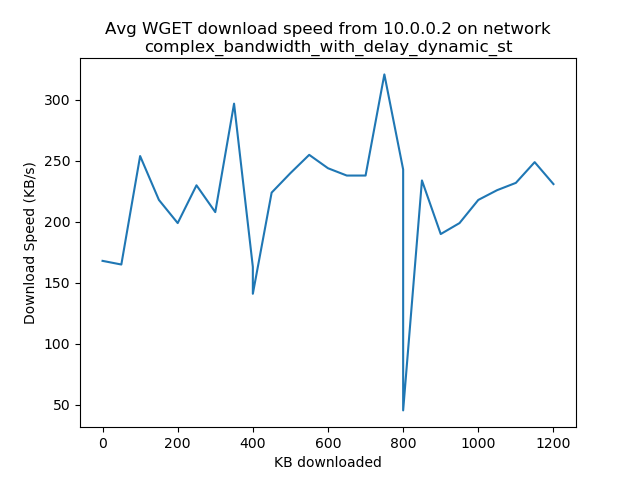 Avg WGET download speed from 10.0.0.2 on network
complex_bandwidth_with_delay_dynamic_st
300
250
200
150
100
50
Download Speed (KB/s)
0 200 400 600 800 1000 1200
KB downloaded